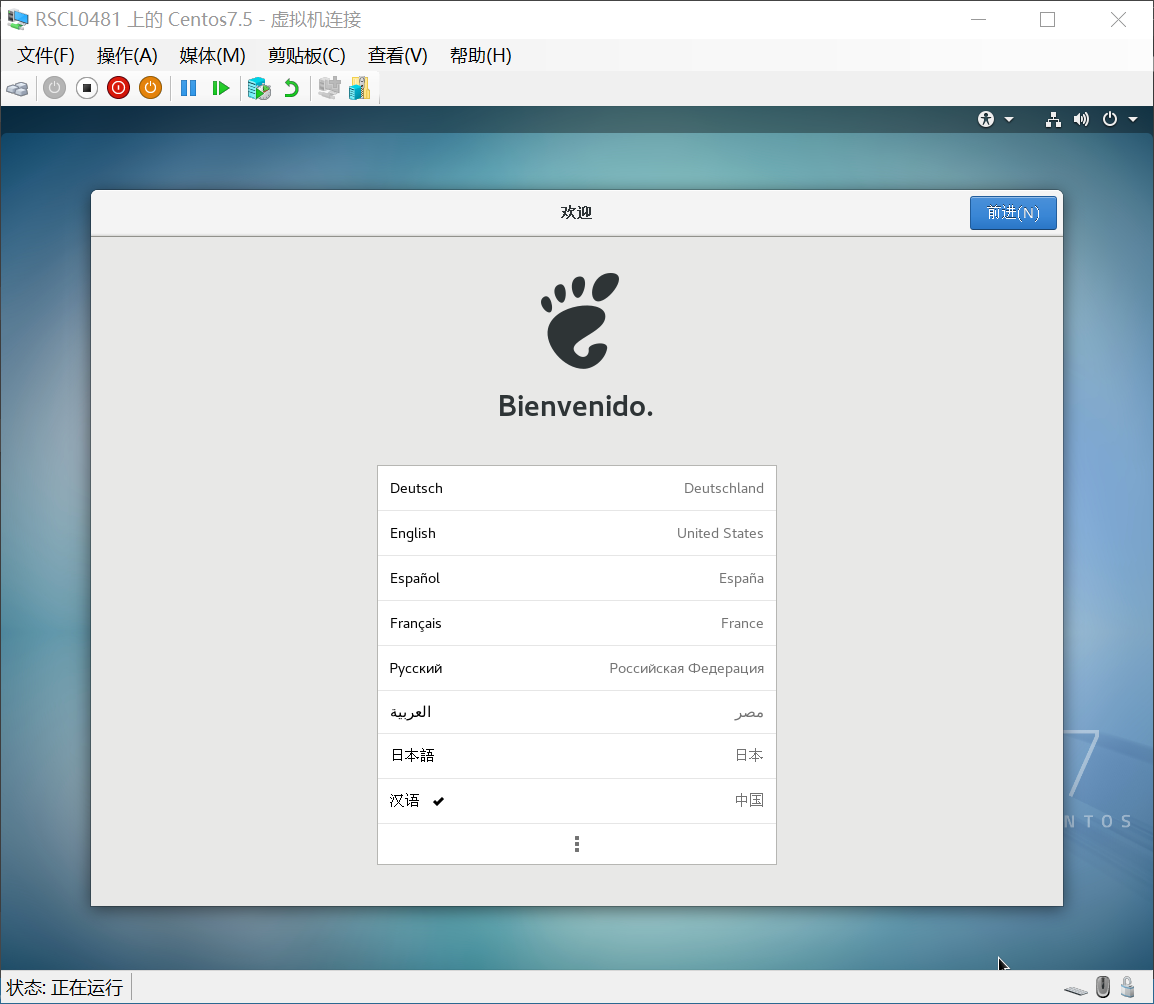 RSCL0481 上的 Centos7.5 - 虚拟机连接
文件(F) 操作(A) 媒体(M) 剪贴板(C) 查看(V) 帮助(H)
欢迎
前进(N)
Bienvenido.
Deutsch Deutschland
English United States
Español España
Français France
Русский Российская Федерация
العربية مصر
日本語 日本
汉语 中国
7
NTOS
状态: 正在运行